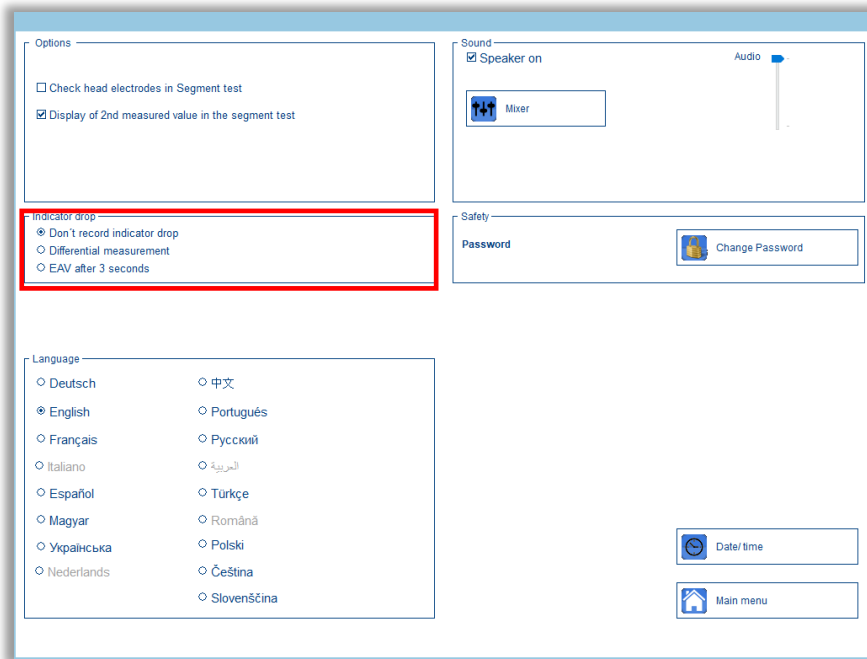 Options
Check head electrodes in Segment test
Display of 2nd measured value in the segment test
Sound
Speaker on
Audio
Mixer
Indicator drop
Don´t record indicator drop
Differential measurement
EAV after 3 seconds
Safety
Password
Change Password
Language
Deutsch
English
Français
Italiano
Español
Magyar
Українська
Nederlands
中文
Portugués
Русский
العربية
Türkçe
Română
Polski
Čeština
Slovenščina
Date/ time
Main menu